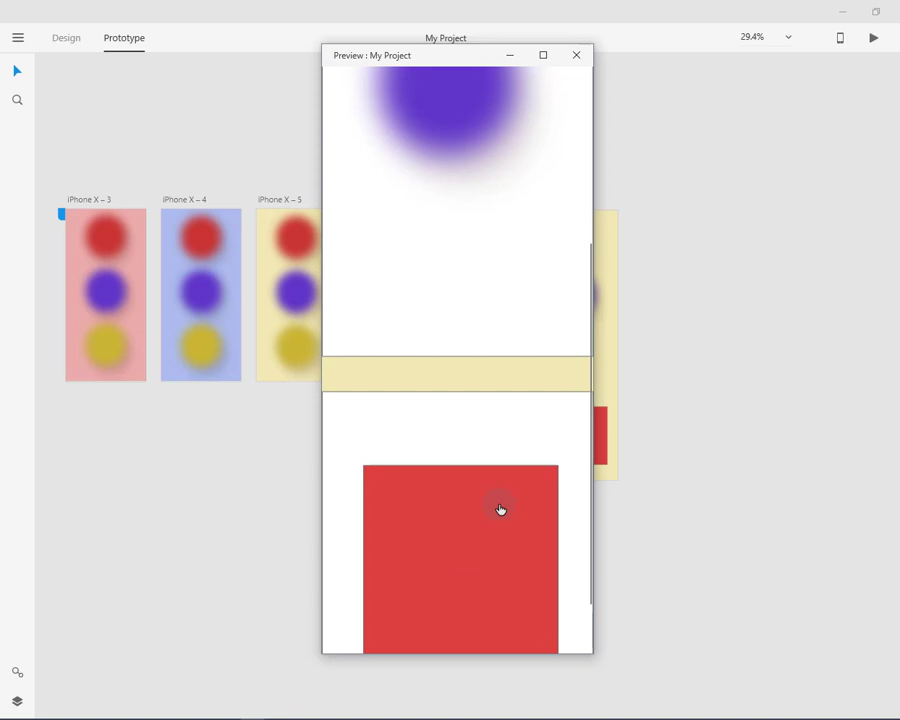 Design
Prototype
My Project
29.4%
Preview : My Project
iPhone X – 3
iPhone X – 4
iPhone X – 5